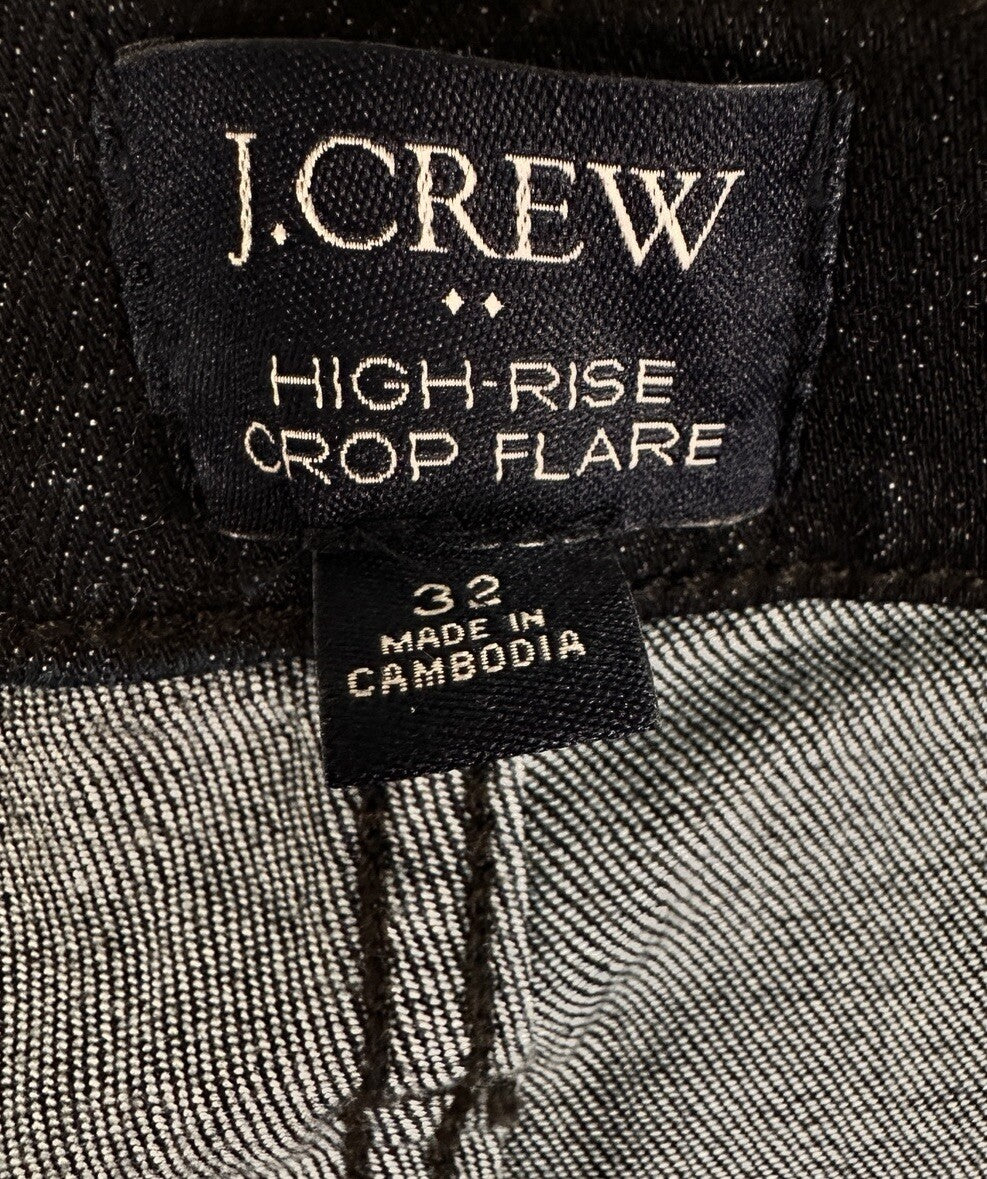 J.CREW
HIGH-RISE
CROP FLARE
32
MADE IN
CAMBODIA